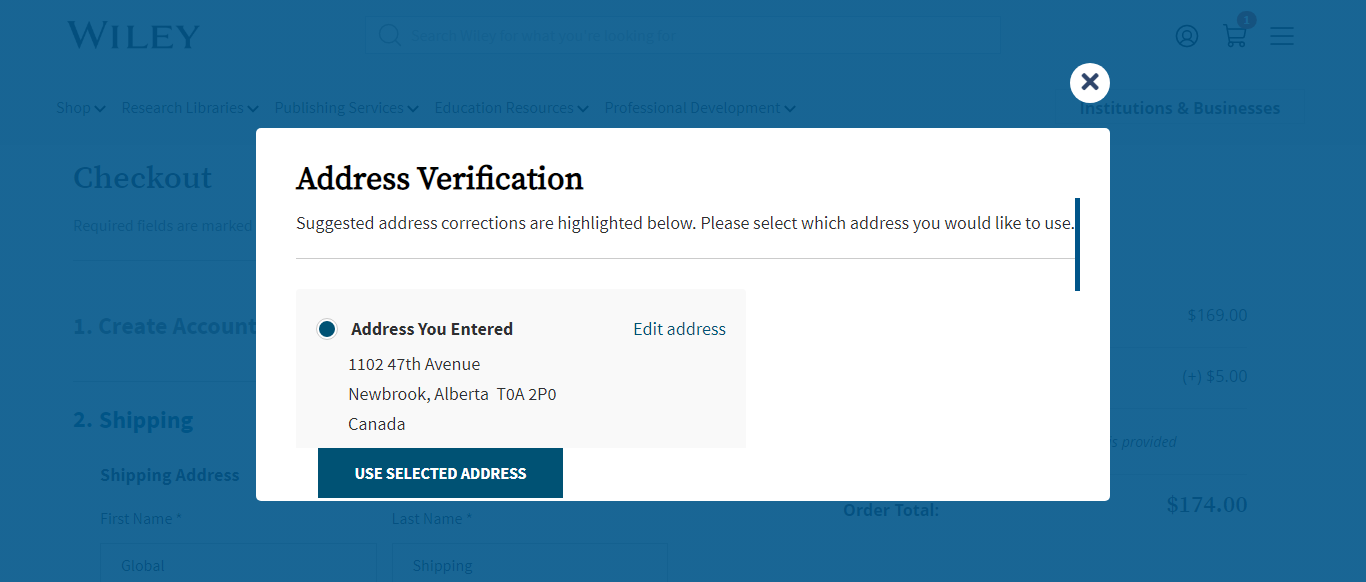 WILEY
Search Wiley for what you're looking for
1
Shop
Research Libraries
Publishing Services
Education Resources
Professional Development
Institutions & Businesses
Checkout
Required fields are marked
1. Create Account
2. Shipping
Shipping Address
First Name *
Last Name *
Global
Shipping
Address Verification
Suggested address corrections are highlighted below. Please select which address you would like to use.
Address You Entered
Edit address
1102 47th Avenue
Newbrook, Alberta T0A 2P0
Canada
USE SELECTED ADDRESS
$169.00
(+) $5.00
provided
Order Total:
$174.00